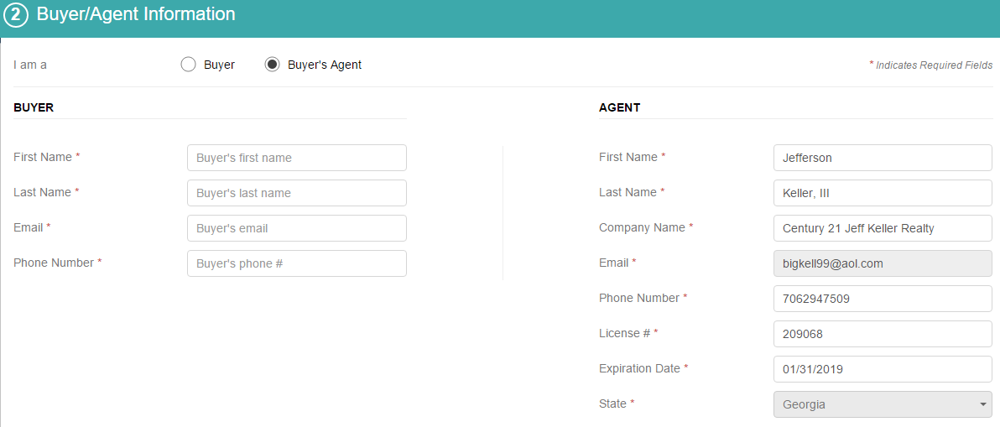 2 Buyer/Agent Information
I am a Buyer Buyer's Agent * Indicates Required Fields
BUYER
First Name * Buyer's first name
Last Name * Buyer's last name
Email * Buyer's email
Phone Number * Buyer's phone #
AGENT
First Name * Jefferson
Last Name * Keller, III
Company Name * Century 21 Jeff Keller Realty
Email * bigkell99@aol.com
Phone Number * 7062947509
License # * 209068
Expiration Date * 01/31/2019
State * Georgia